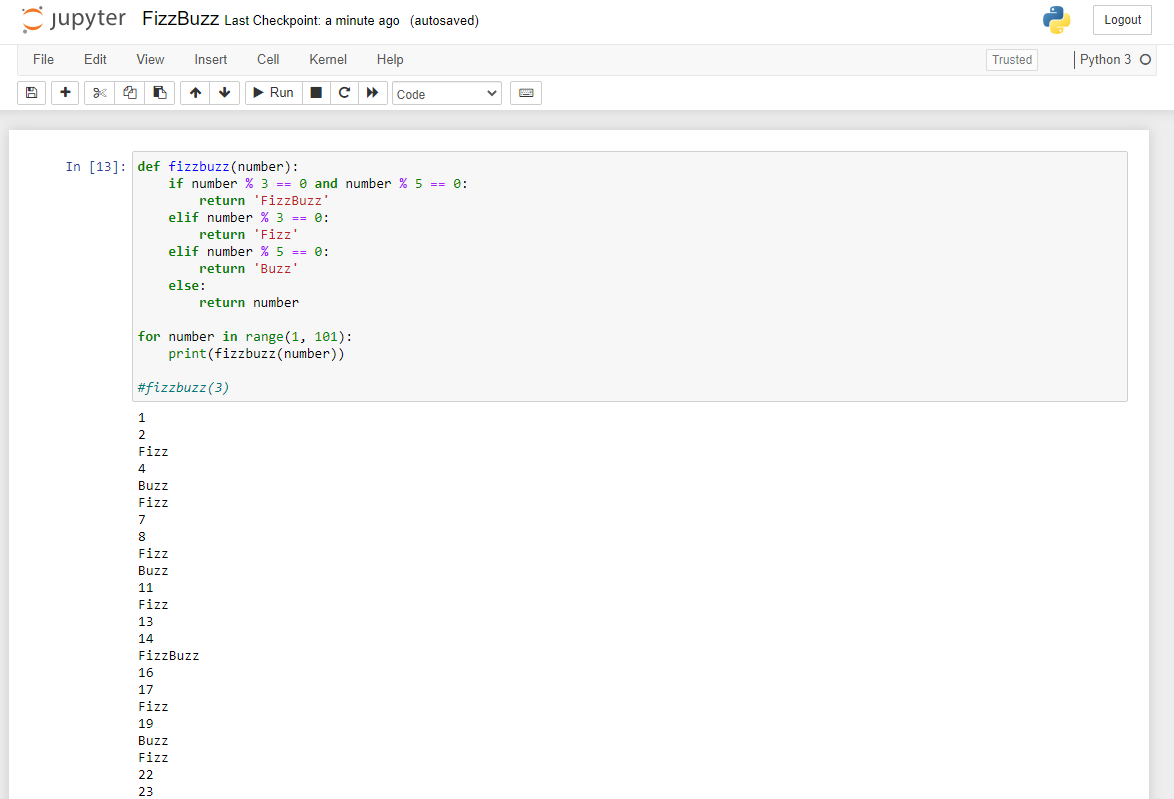 jupyter FizzBuzz Last Checkpoint: a minute ago (autosaved) Logout
File Edit View Insert Cell Kernel Help Trusted Python 3
Run Code
In [13]: def fizzbuzz(number):
    if number % 3 == 0 and number % 5 == 0:
        return 'FizzBuzz'
    elif number % 3 == 0:
        return 'Fizz'
    elif number % 5 == 0:
        return 'Buzz'
    else:
        return number
for number in range(1, 101):
    print(fizzbuzz(number))
#fizzbuzz(3)
1
2
Fizz
4
Buzz
Fizz
7
8
Fizz
Buzz
11
Fizz
13
14
FizzBuzz
16
17
Fizz
19
Buzz
Fizz
22
23